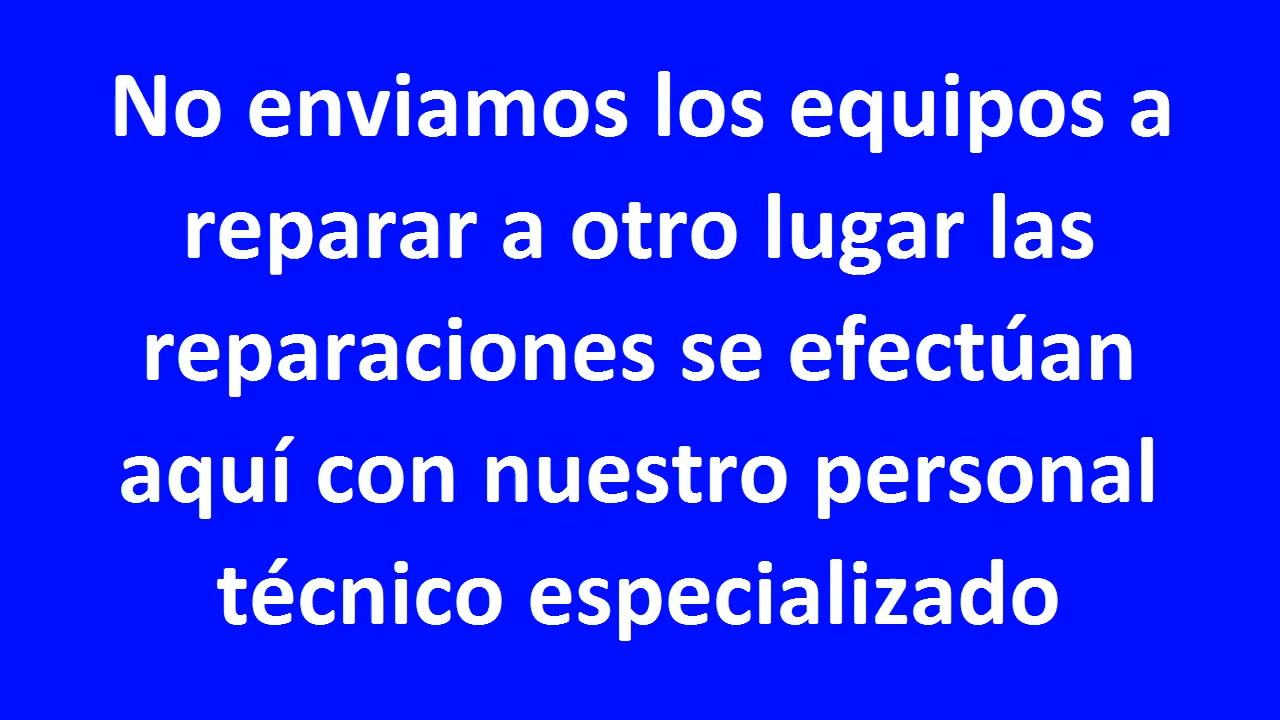 No enviamos los equipos a
reparar a otro lugar las
reparaciones se efectúan
aquí con nuestro personal
técnico especializado